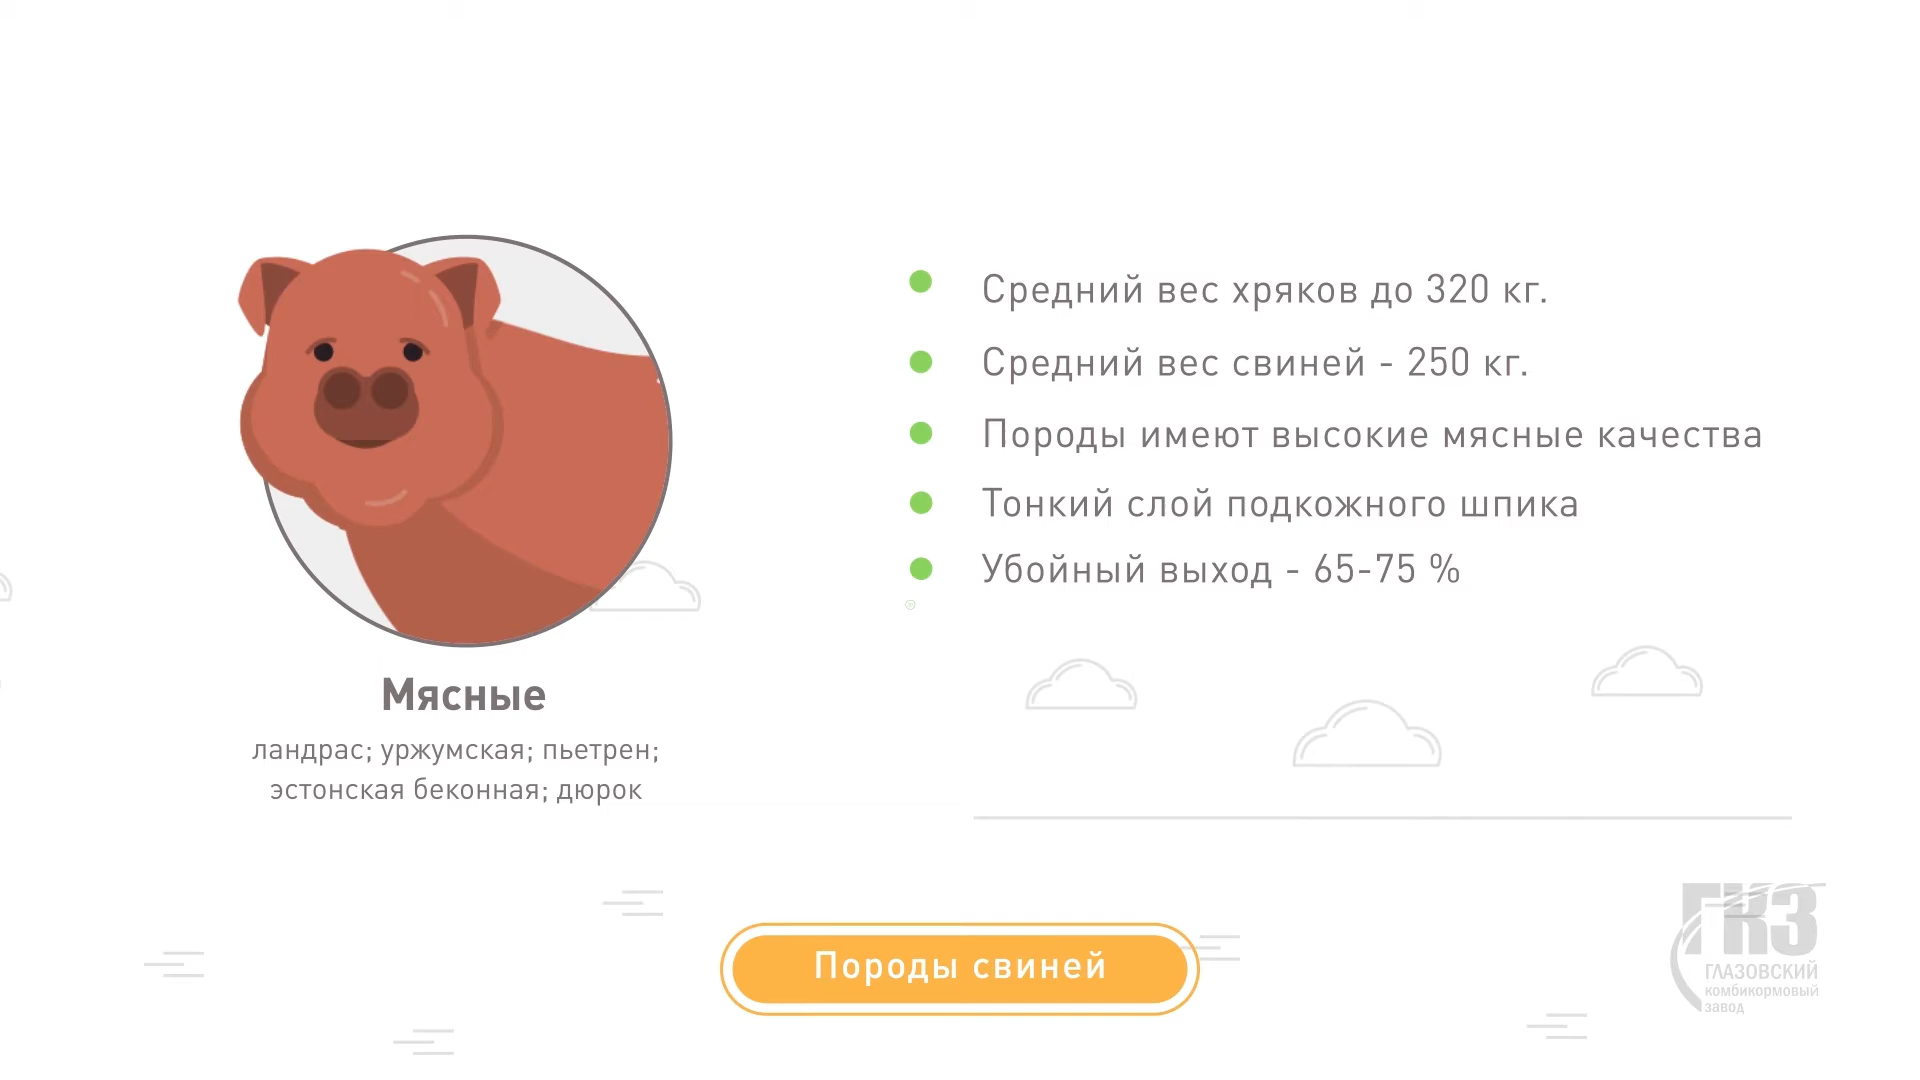 Средний вес хряков до 320 кг.
Средний вес свиней - 250 кг.
Породы имеют высокие мясные качества
Тонкий слой подкожного шпика
Убойный выход - 65-75 %
Мясные
ландрас; уржумская; пьетрен;
эстонская беконная; дюрок
Породы свиней
ГКЗ
ГЛАЗОВСКИЙ
комбикормовый
завод